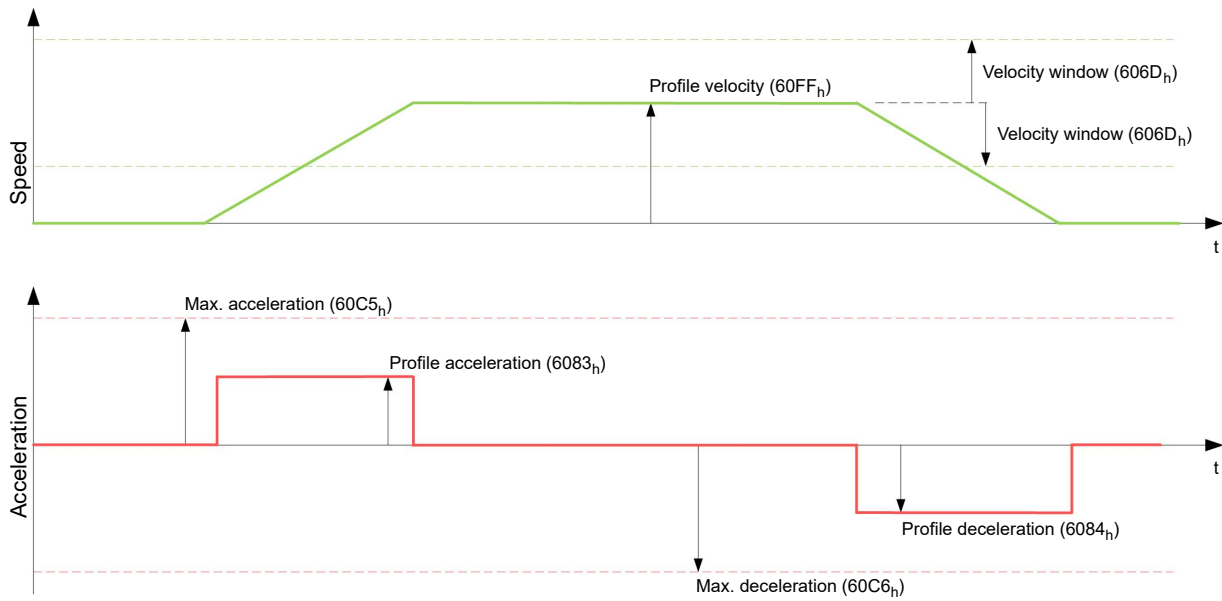 Velocity window (606Dh)
Profile velocity (60FFh)
Velocity window (606Dh)
Speed
t
Max. acceleration (60C5h)
Profile acceleration (6083h)
Acceleration
t
Profile deceleration (6084h)
Max. deceleration (60C6h)